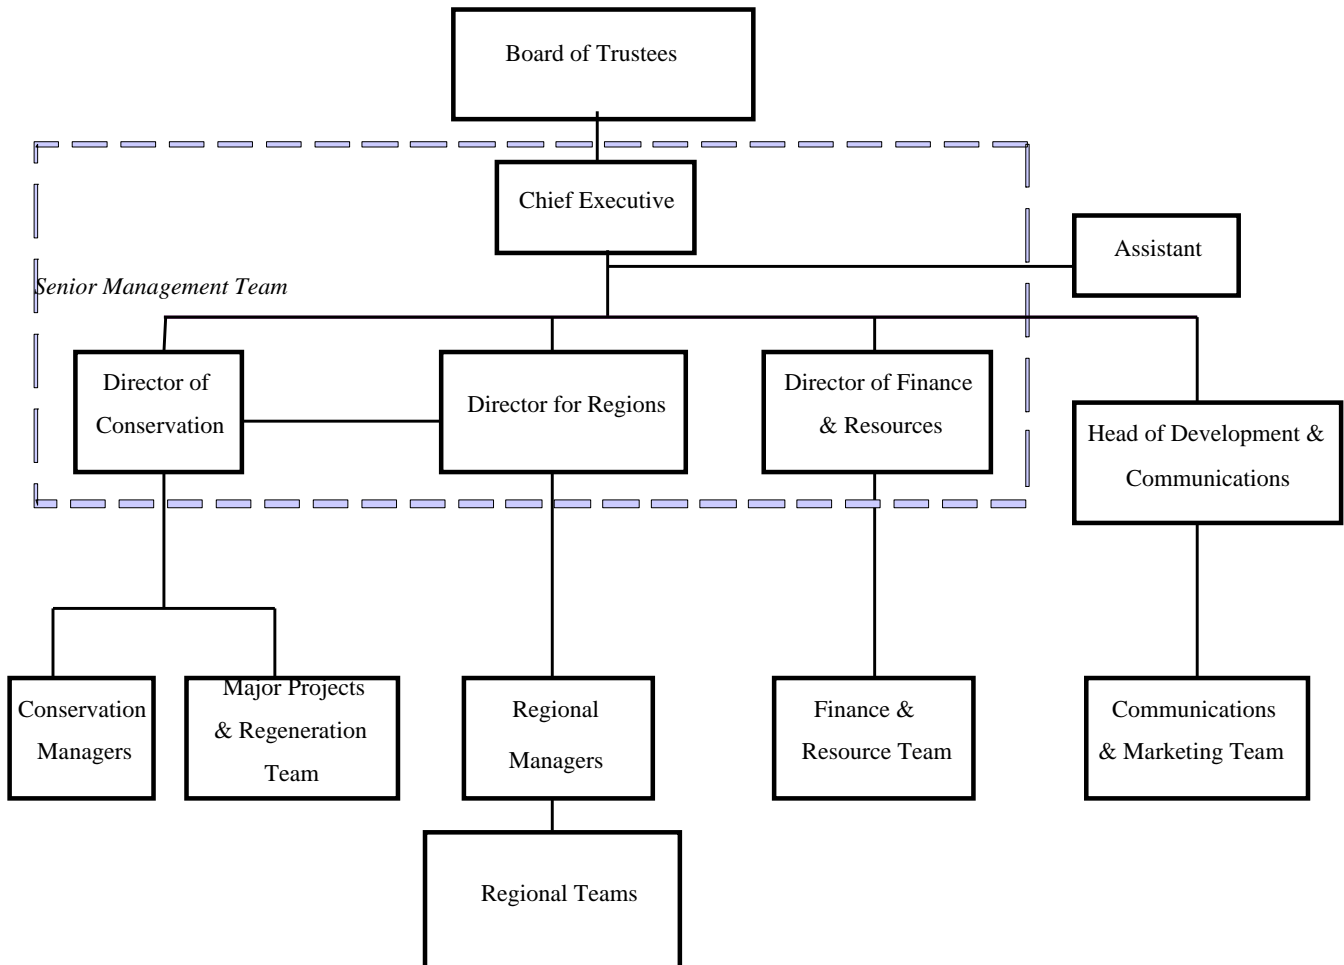 Board of Trustees
Chief Executive
Assistant
Senior Management Team
Director of
Conservation
Director for Regions
Director of Finance
& Resources
Head of Development &
Communications
Conservation
Managers
Major Projects
& Regeneration
Team
Regional
Managers
Finance &
Resource Team
Communications
& Marketing Team
Regional Teams